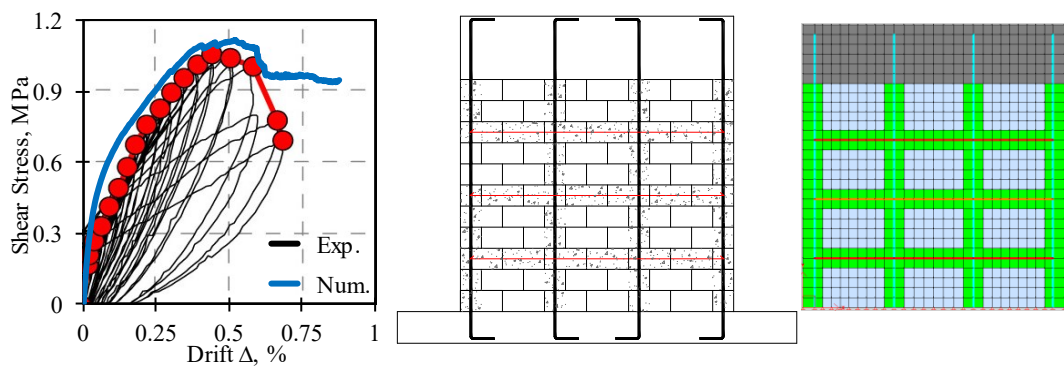 1.2
0.9
0.6
0.3
0
Shear Stress, MPa
Exp.
Num.
0 0.25 0.5 0.75 1
Drift Δ, %